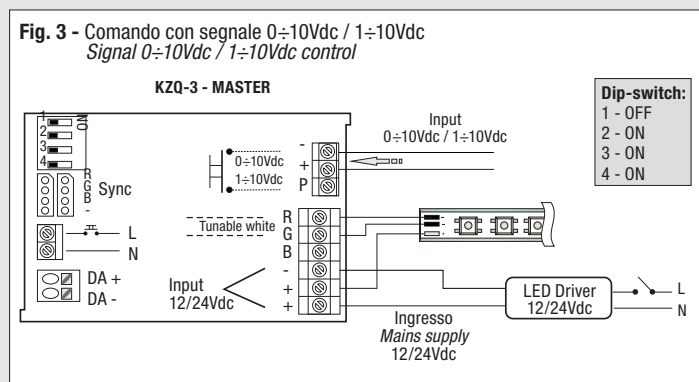 Fig. 3 - Comando con segnale 0÷10Vdc / 1÷10Vdc
Signal 0÷10Vdc / 1÷10Vdc control
KZQ-3 - MASTER
Dip-switch:
1 - OFF
2 - ON
3 - ON
4 - ON
1
2
3
4
ON
R
G
B
-
Sync
L
N
DA +
DA -
0÷10Vdc
1÷10Vdc
-
+
P
Input
0÷10Vdc / 1÷10Vdc
Tunable white
R
G
B
-
+
+
Input
12/24Vdc
-
-
+
Ingresso
Mains supply
12/24Vdc
LED Driver
12/24Vdc
L
N